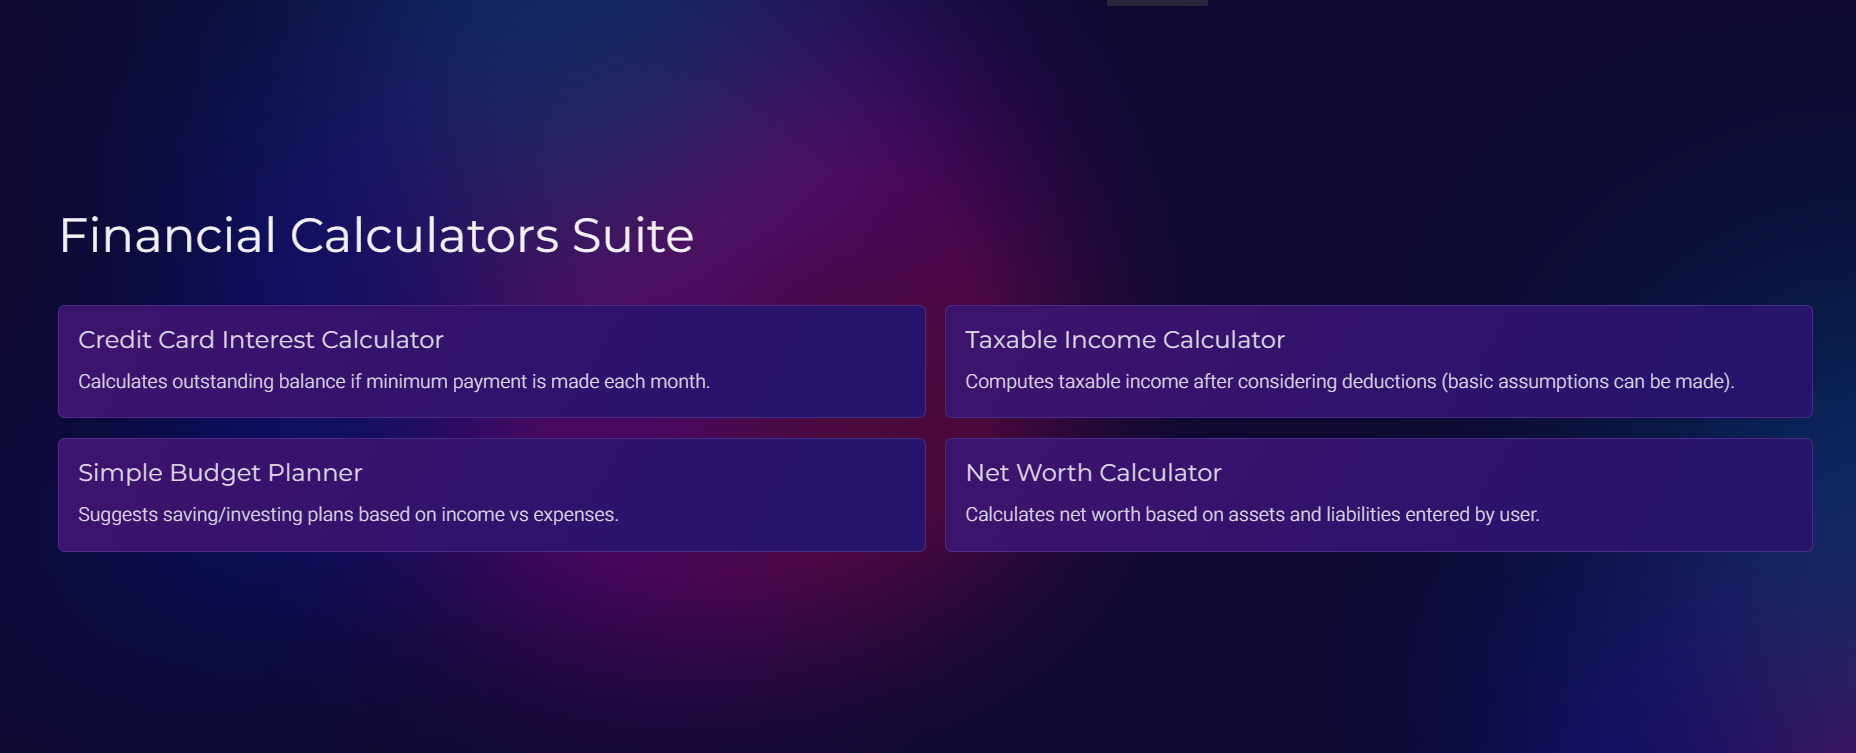 Financial Calculators Suite
Credit Card Interest Calculator
Calculates outstanding balance if minimum payment is made each month.
Taxable Income Calculator
Computes taxable income after considering deductions (basic assumptions can be made).
Simple Budget Planner
Suggests saving/investing plans based on income vs expenses.
Net Worth Calculator
Calculates net worth based on assets and liabilities entered by user.